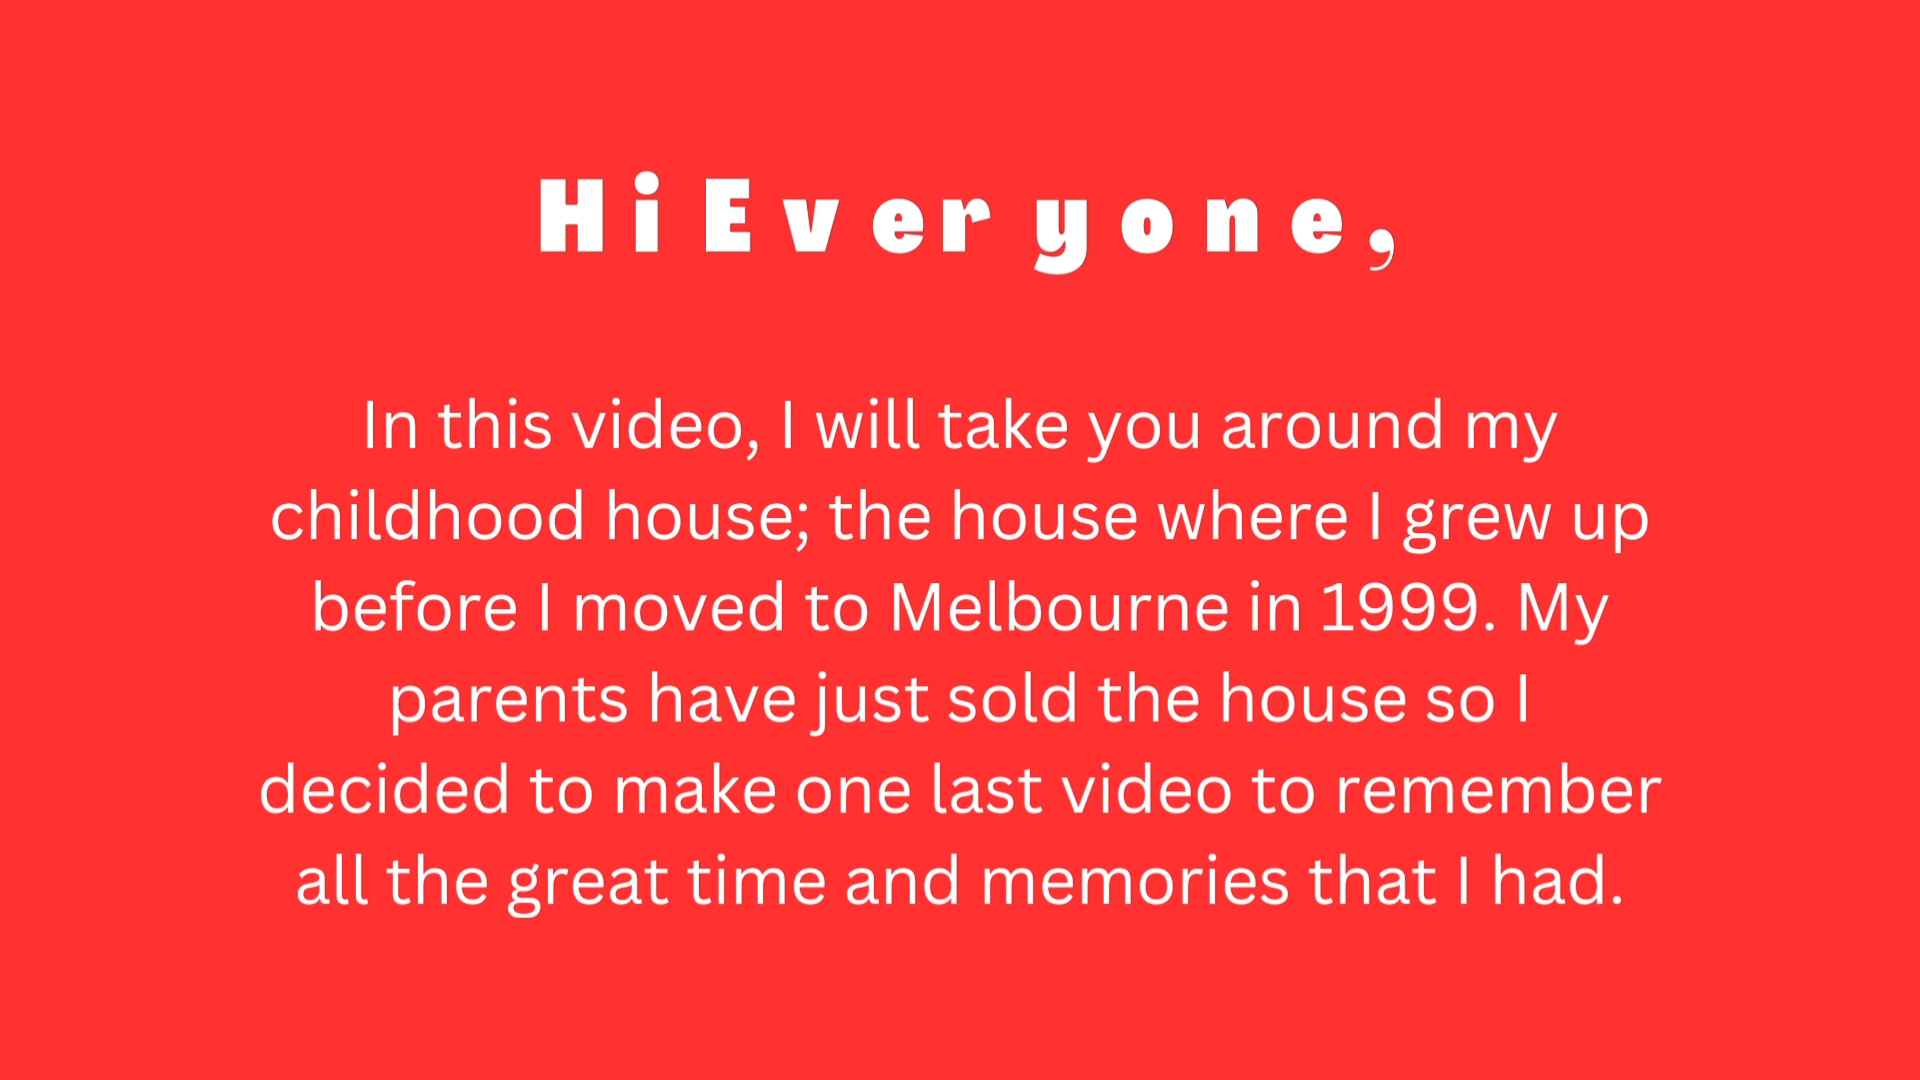 Hi Everyone,
In this video, I will take you around my
childhood house; the house where I grew up
before I moved to Melbourne in 1999. My
parents have just sold the house so I
decided to make one last video to remember
all the great time and memories that I had.